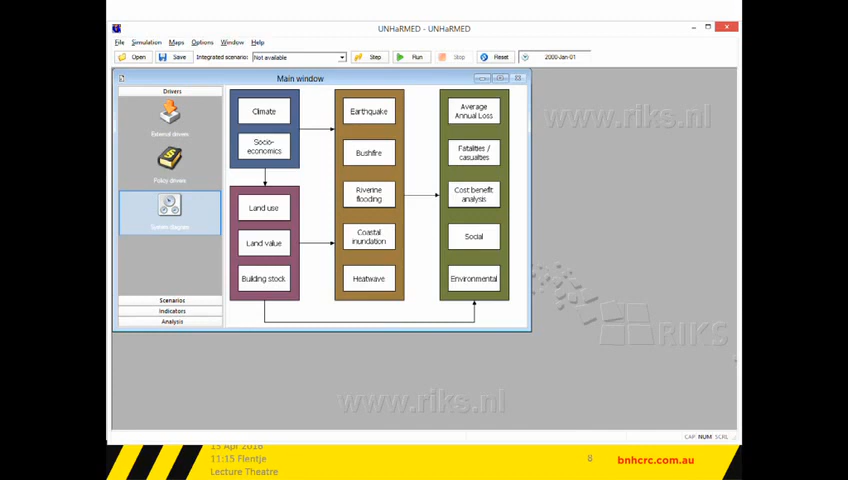 UNHaRMED - UNHaRMED
File Simulation Maps Options Window Help
Open Save Integrated scenario: Not available Step Run Stop Reset 2000-Jan-01
Main window
Drivers
External drivers
Policy drivers
System diagram
Scenarios
Indicators
Analysis
Climate
Socio-
economics
Land use
Land value
Building stock
Earthquake
Bushfire
Riverine
flooding
Coastal
inundation
Heatwave
Average
Annual Loss
Fatalities /
casualties
Cost benefit
analysis
Social
Environmental
www.riks.nl
RIKS
www.riks.nl
CAP NUM SCRL
13 Apr 2016
11:15 Flentje
Lecture Theatre
8
bnhcrc.com.au